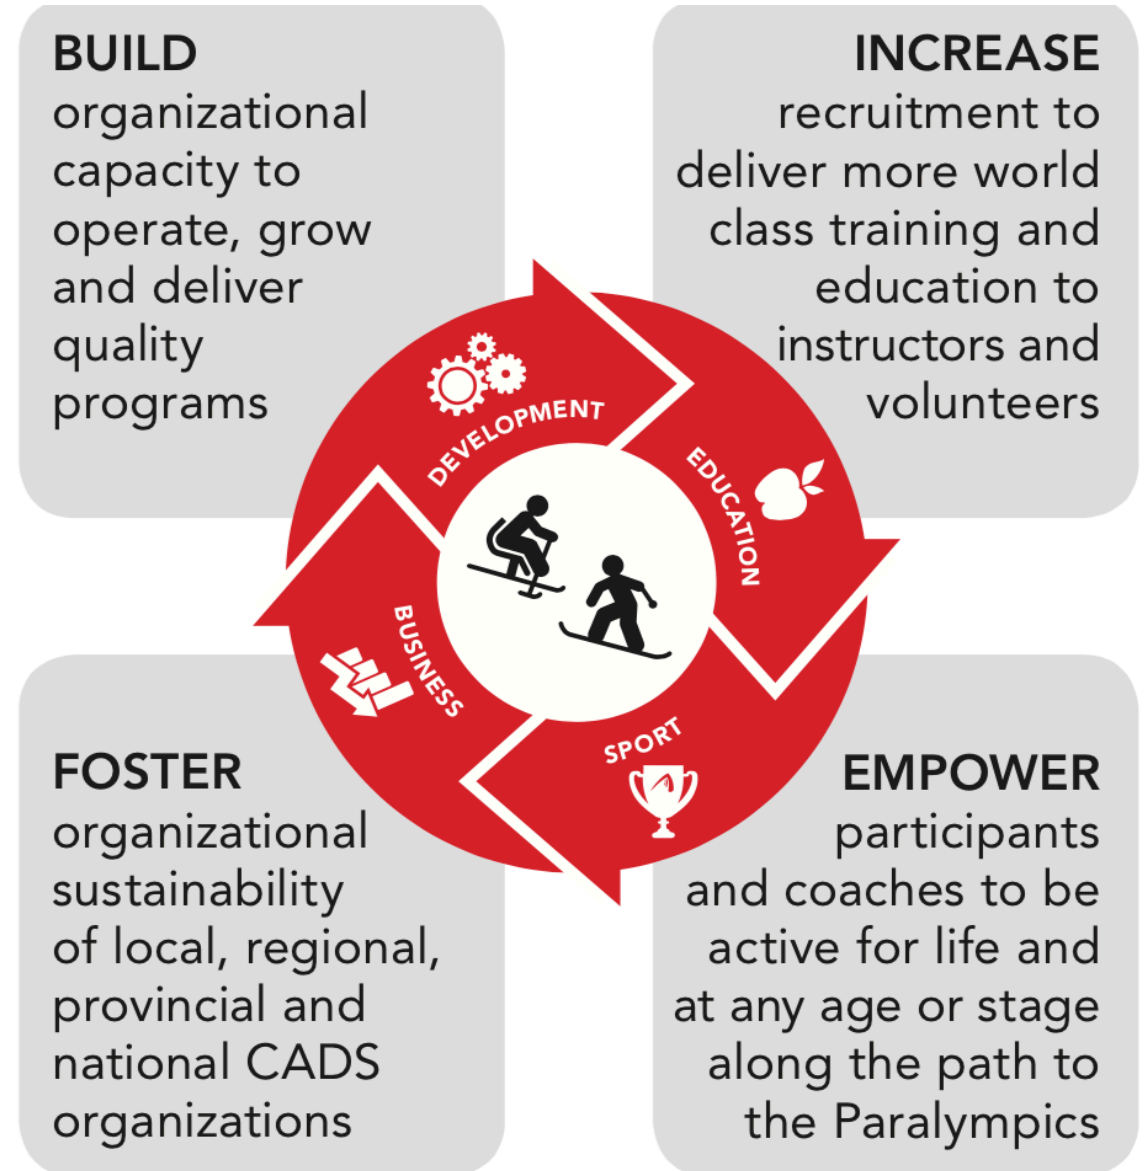 BUILD
organizational
capacity to
operate, grow
and deliver
quality
programs
INCREASE
recruitment to
deliver more world
class training and
education to
instructors and
volunteers
DEVELOPMENT
EDUCATION
BUSINESS
SPORT
FOSTER
organizational
sustainability
of local, regional,
provincial and
national CADS
organizations
EMPOWER
participants
and coaches to be
active for life and
at any age or stage
along the path to
the Paralympics